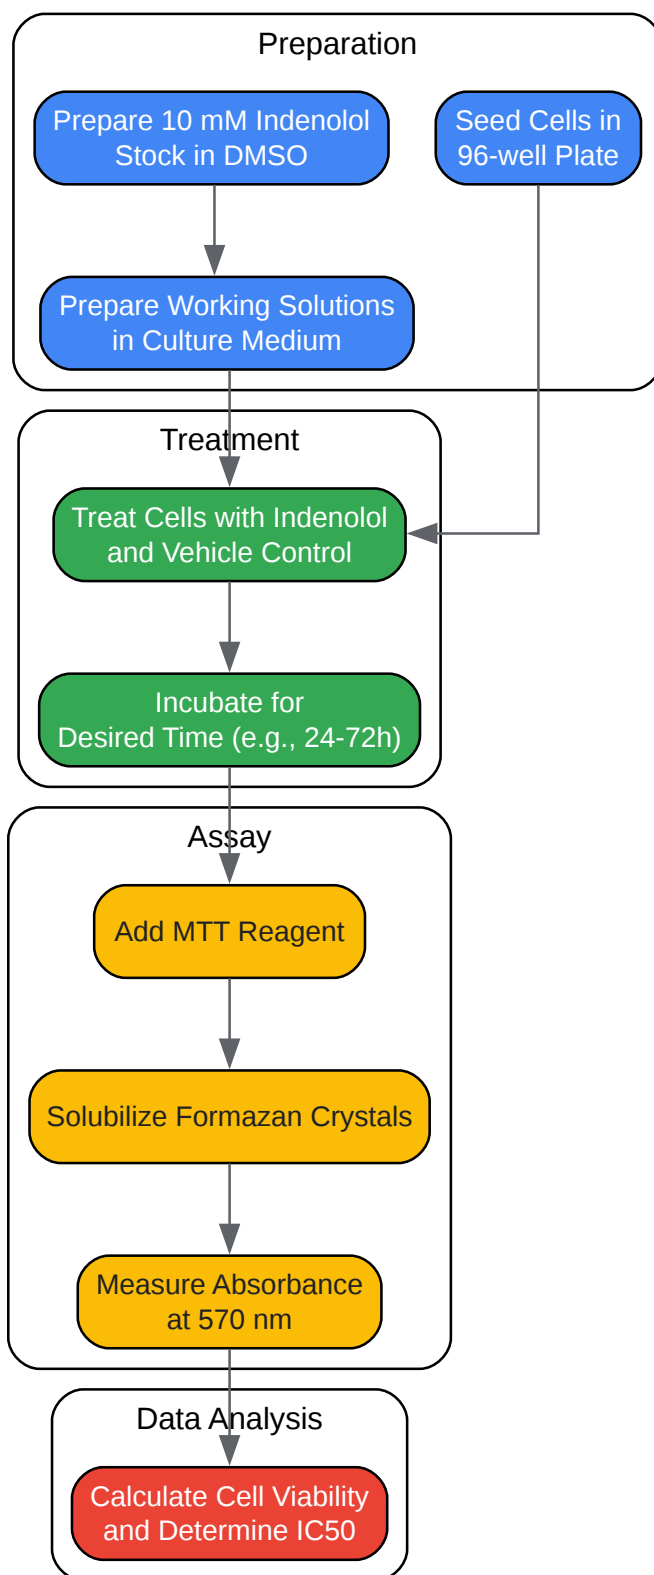 Preparation
Prepare 10 mM Indenolol
Stock in DMSO
Seed Cells in
96-well Plate
Prepare Working Solutions
in Culture Medium
Treatment
Treat Cells with Indenolol
and Vehicle Control
Incubate for
Desired Time (e.g., 24-72h)
Assay
Add MTT Reagent
Solubilize Formazan Crystals
Measure Absorbance
at 570 nm
Data Analysis
Calculate Cell Viability
and Determine IC50